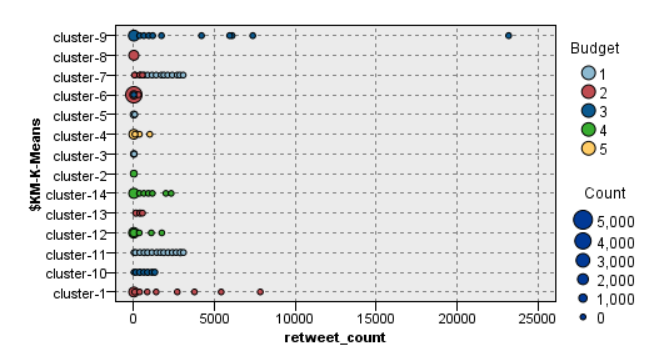 $KM-K-Means
cluster-9
cluster-8
cluster-7
cluster-6
cluster-5
cluster-4
cluster-3
cluster-2
cluster-14
cluster-13
cluster-12
cluster-11
cluster-10
cluster-1
0 5000 10000 15000 20000 25000
retweet_count
Budget
1
2
3
4
5
Count
5,000
4,000
3,000
2,000
1,000
0